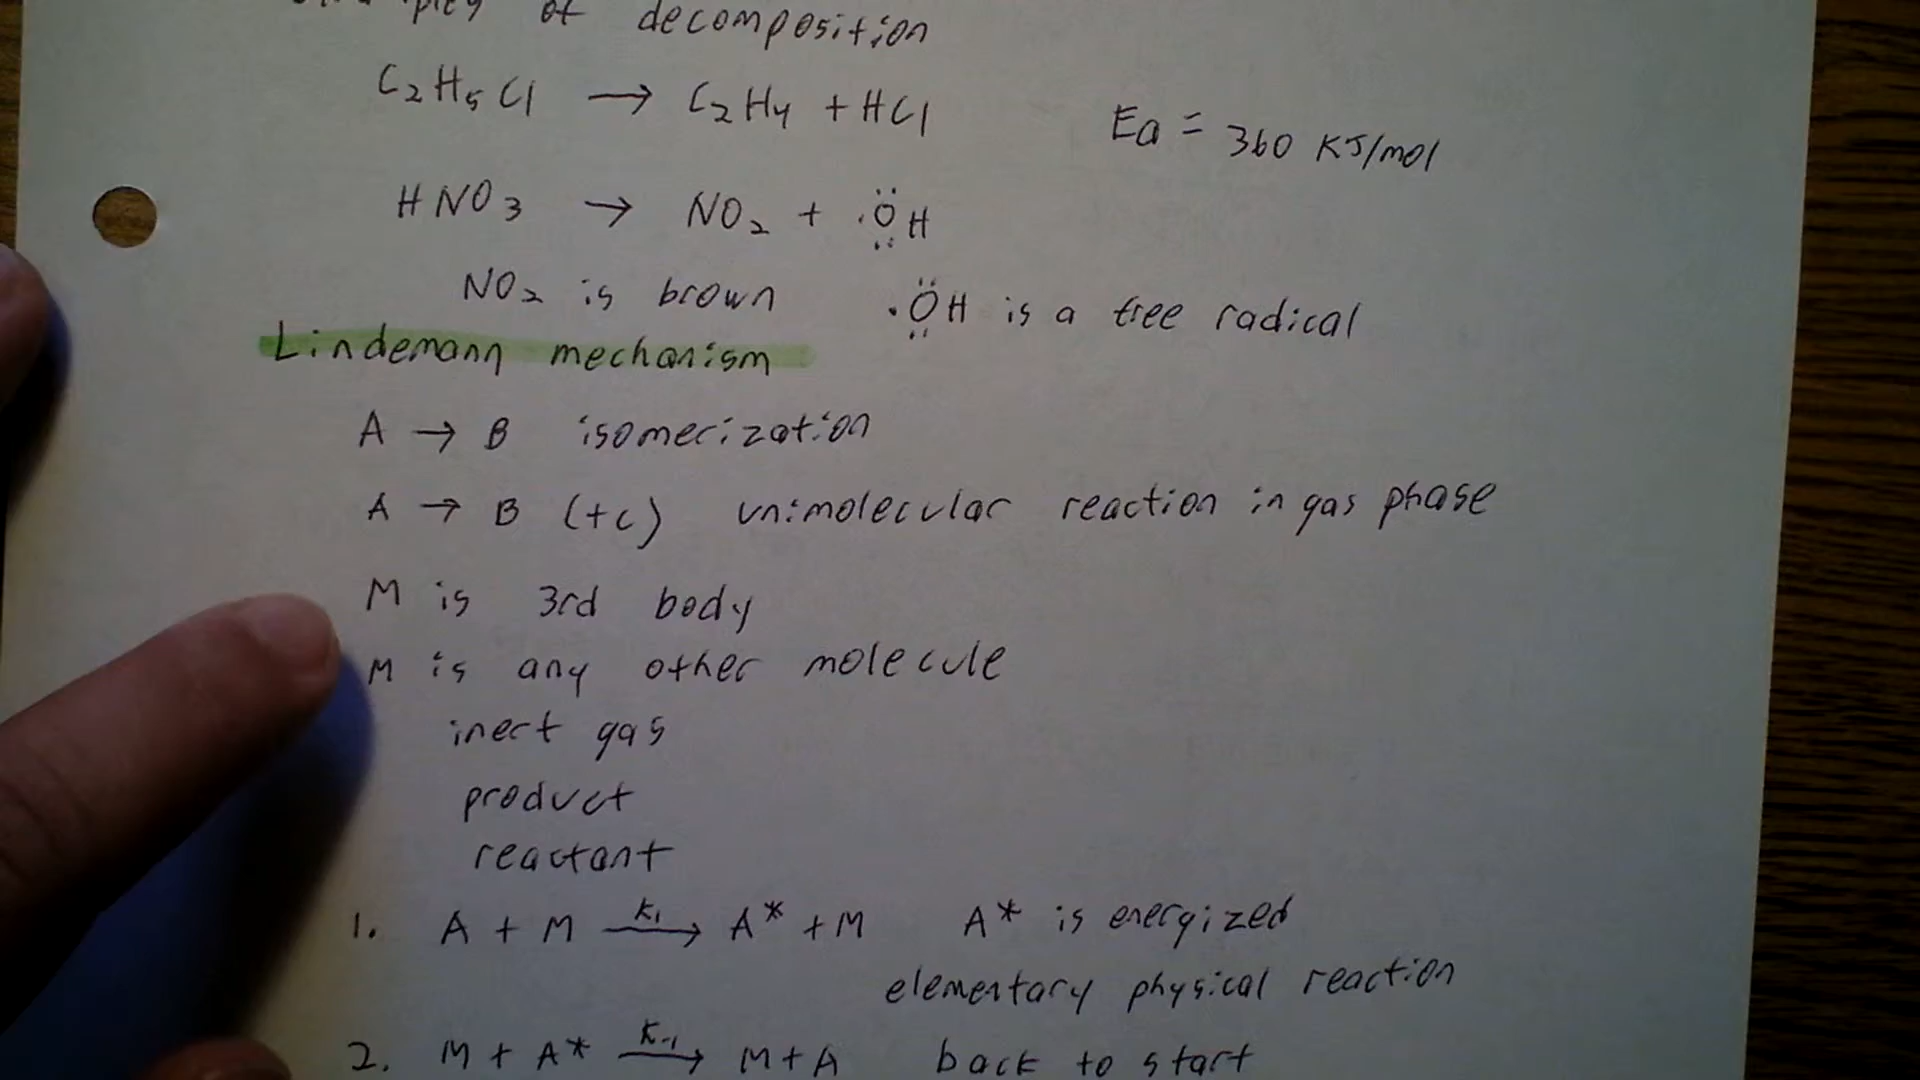 of decomposition
C₂H₅Cl → C₂H₄ + HCl
Ea = 360 KJ/mol
HNO₃ → NO₂ + ·ÖH
NO₂ is brown ·ÖH is a free radical
Lindemann mechanism
A → B isomerization
A → B (+C) unimolecular reaction in gas phase
M is 3rd body
M is any other molecule
inert gas
product
reactant
1. A + M —k₁→ A* + M A* is energized
elementary physical reaction
2. M + A* —k₋₁→ M + A back to start